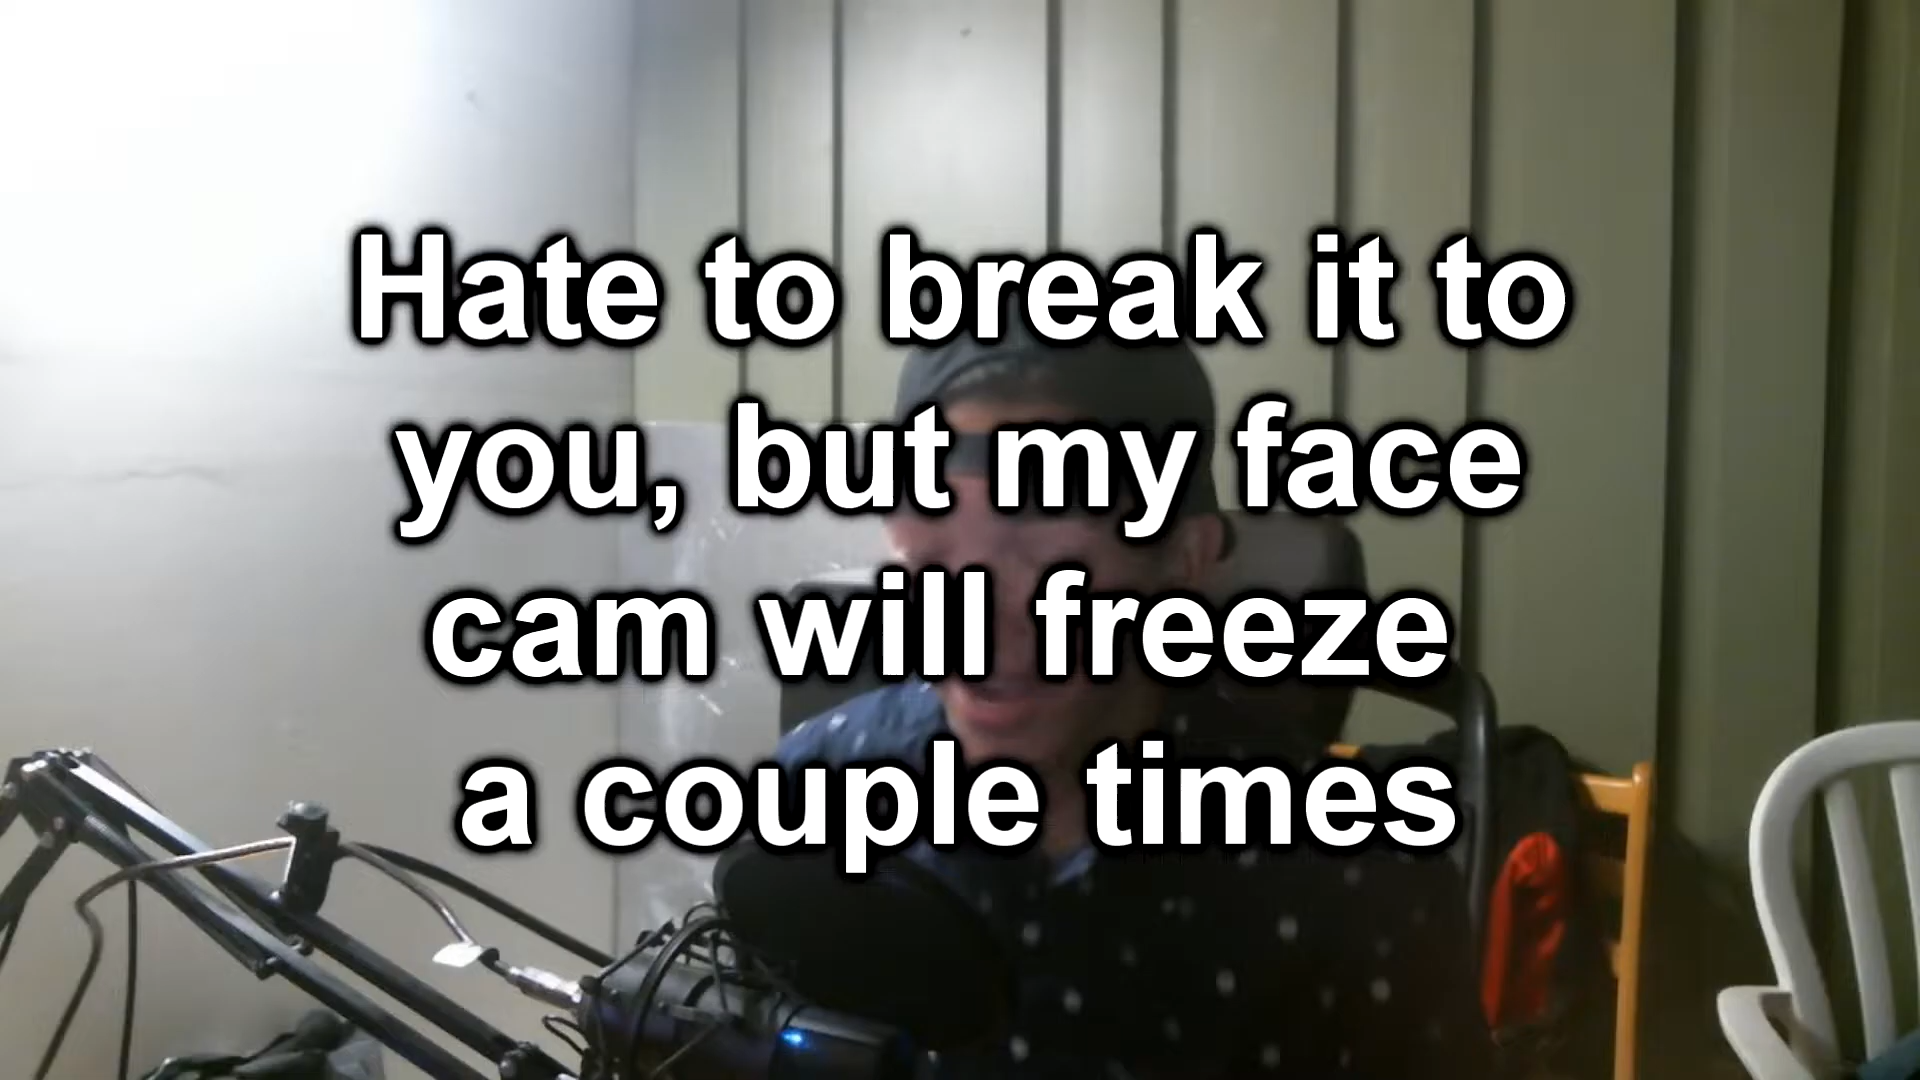 Hate to break it to
you, but my face
cam will freeze
a couple times